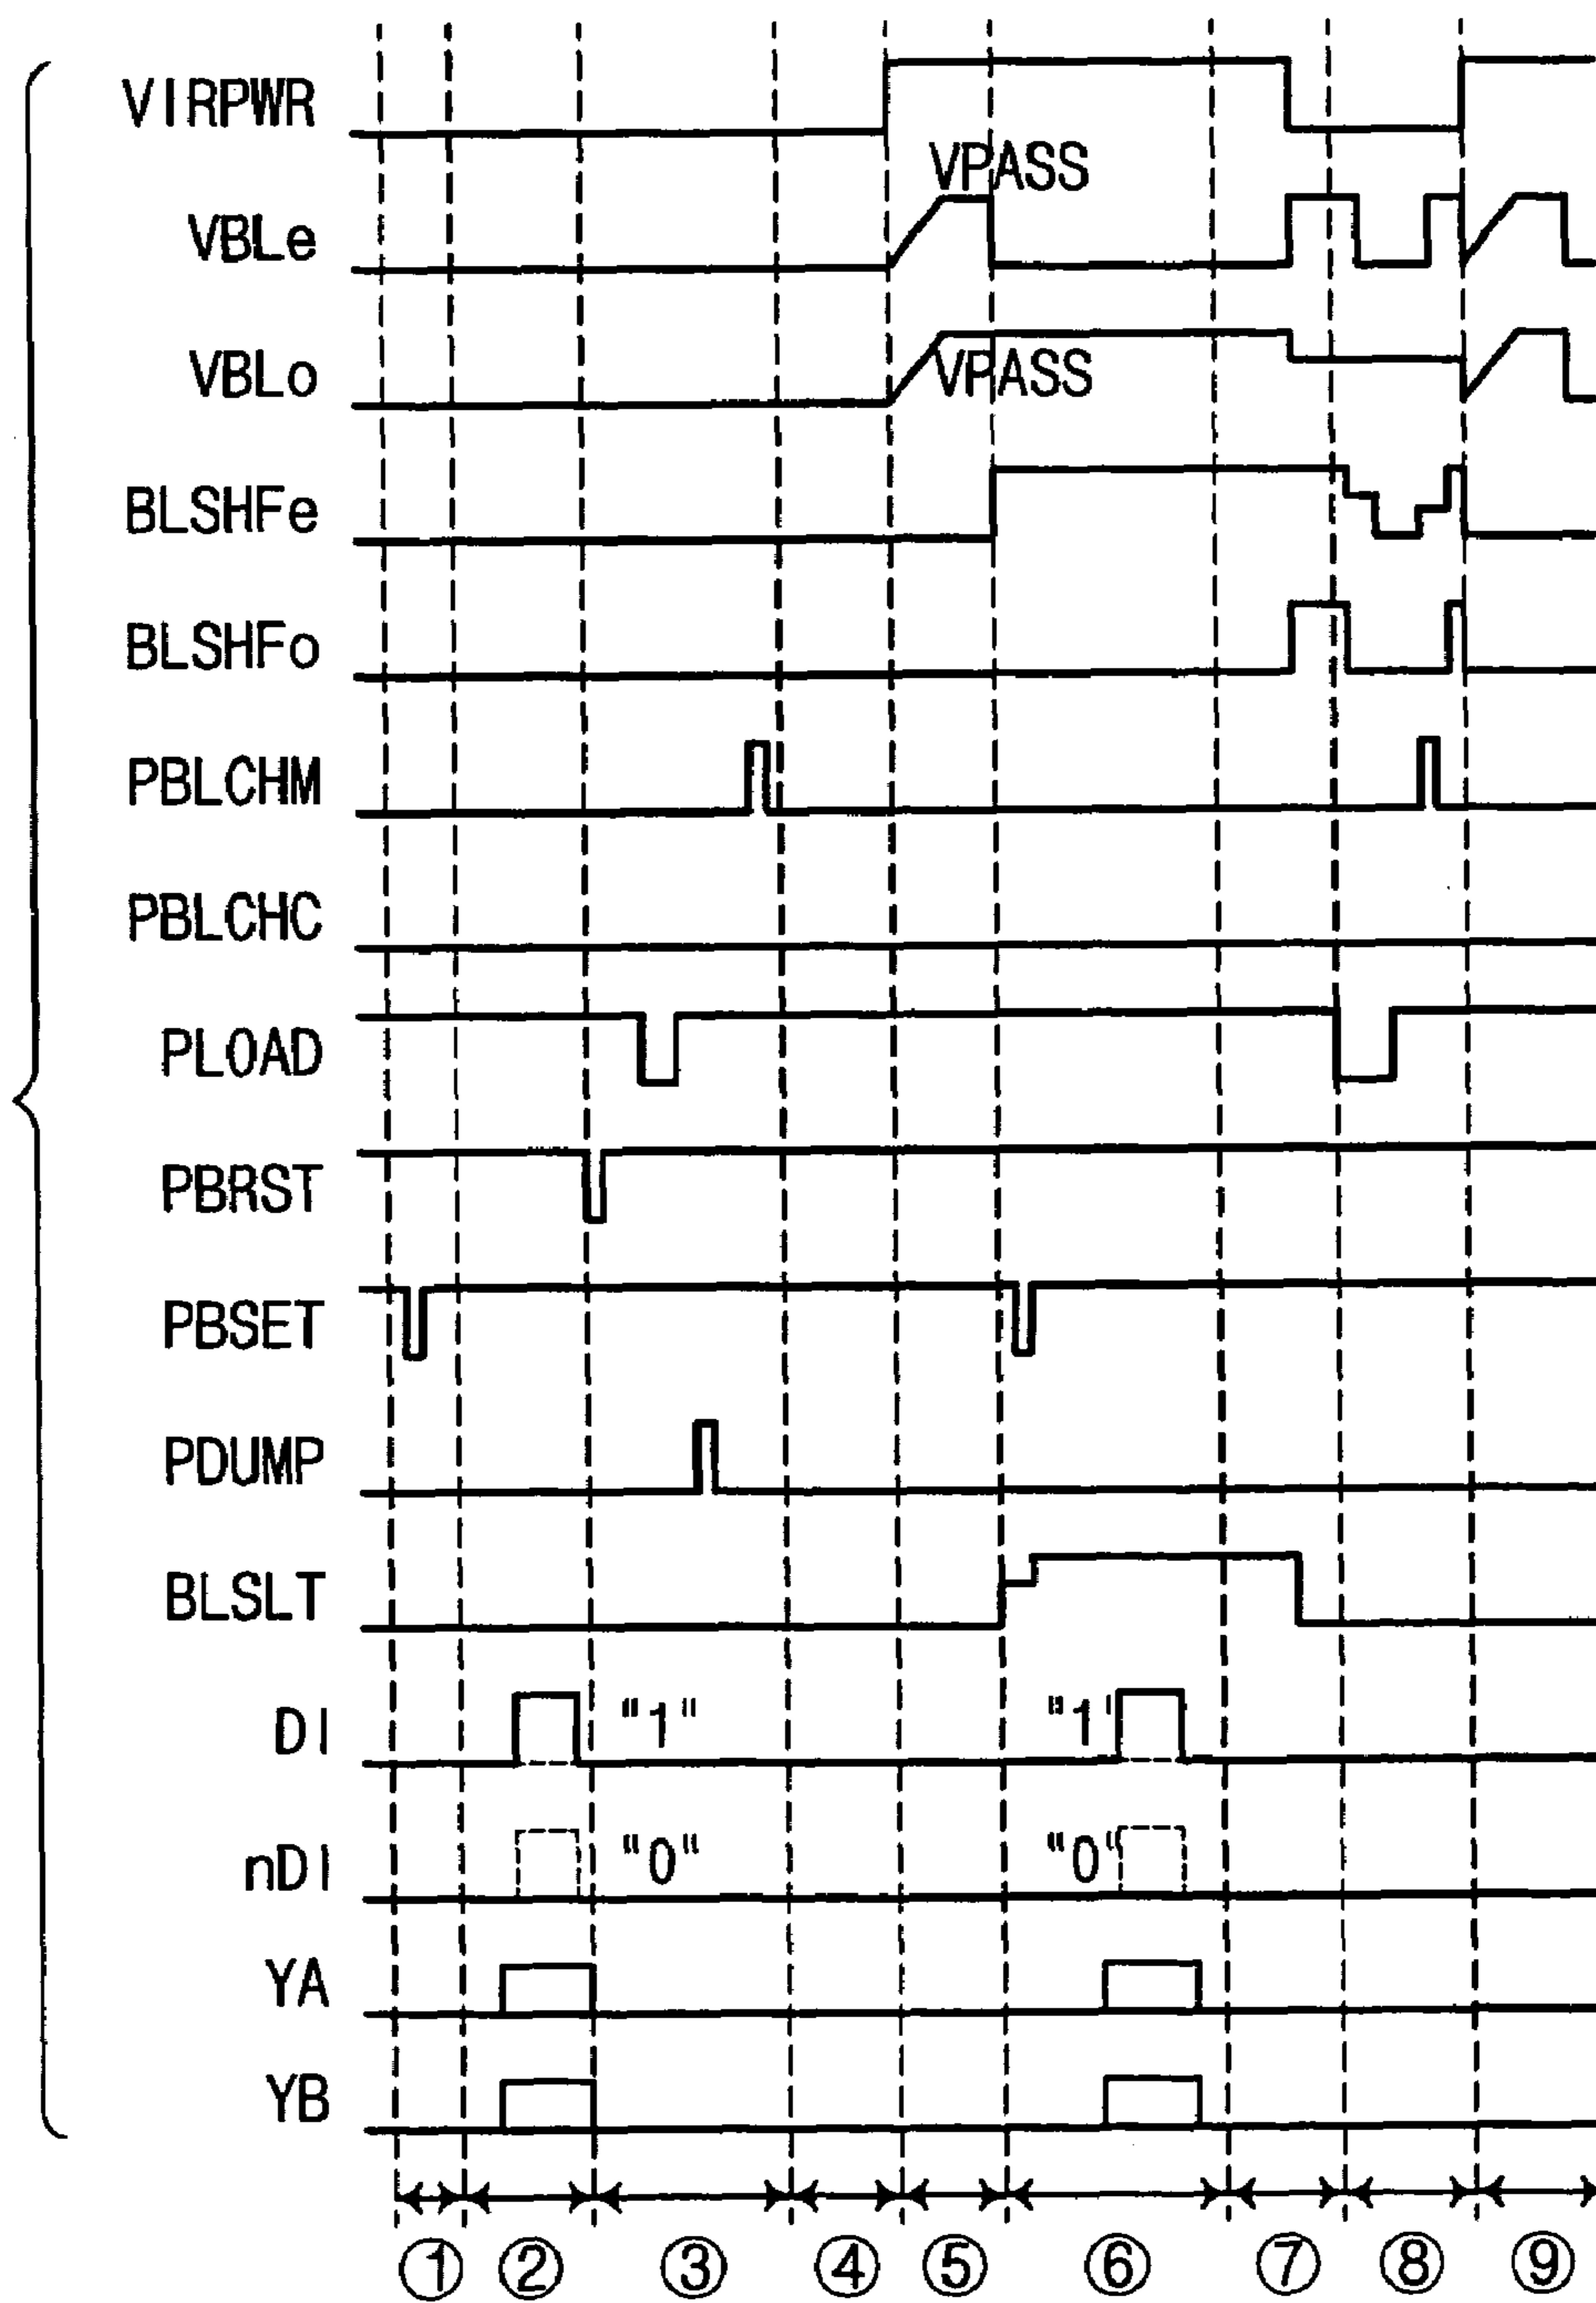 VIRPWR
VPASS
VBLe
VBLo
VPASS
BLSHFe
BLSHFo
PBLCHM
PBLCHC
PLOAD
PBRST
PBSET
PDUMP
BLSLT
DI "1" "1"
nDI "0" "0"
YA
YB
① ② ③ ④ ⑤ ⑥ ⑦ ⑧ ⑨